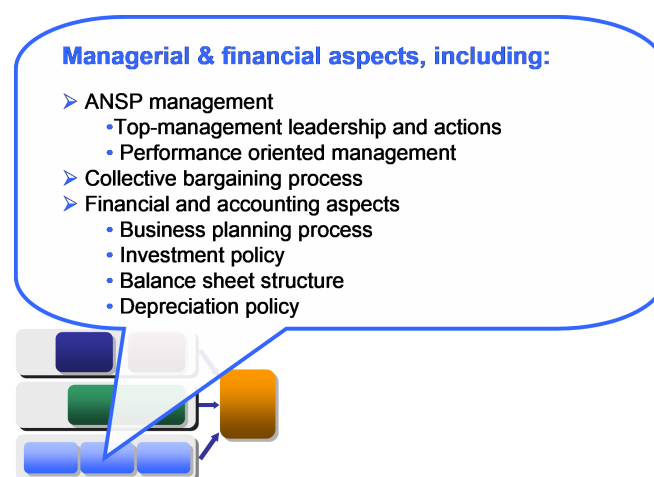 Managerial & financial aspects, including:
➢ ANSP management
•Top-management leadership and actions
• Performance oriented management
➢ Collective bargaining process
➢ Financial and accounting aspects
• Business planning process
• Investment policy
• Balance sheet structure
• Depreciation policy